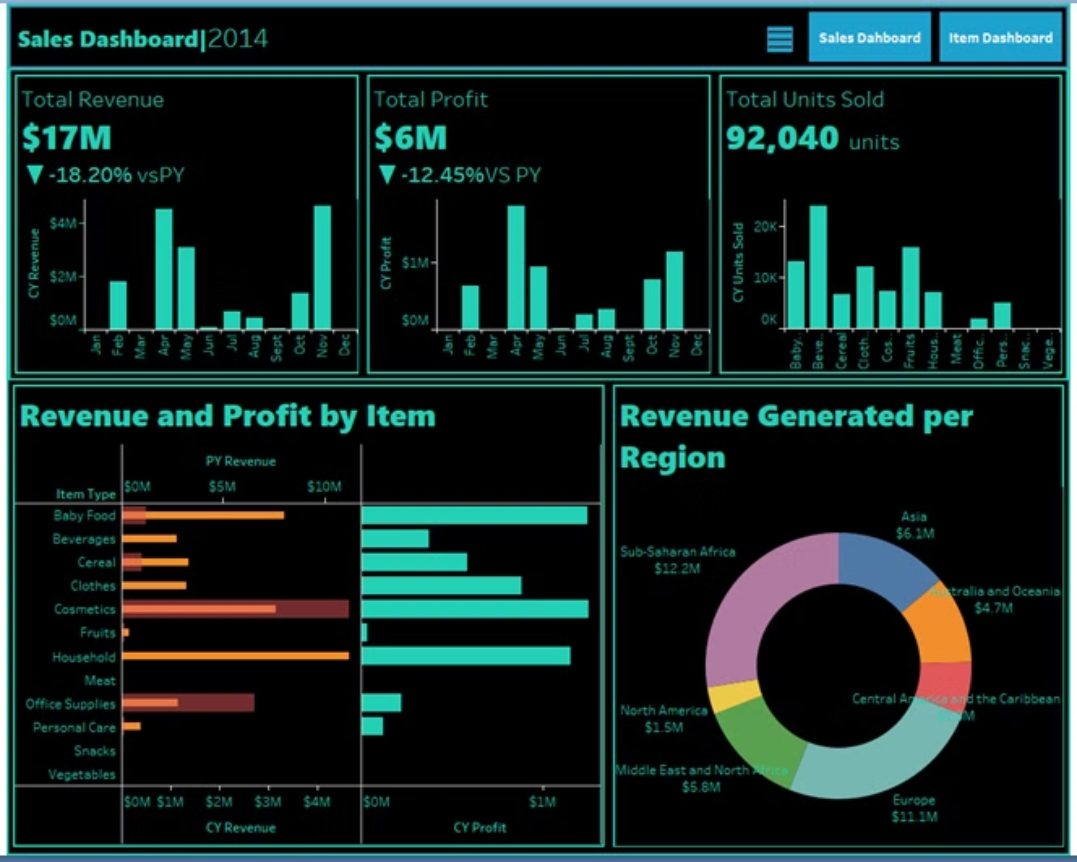 Sales Dashboard|2014
Sales Dahboard
Item Dashboard
Total Revenue
$17M
▼ -18.20% vsPY
CY Revenue
$4M
$2M
$0M
Jan Feb Mar Apr May Jun Jul Aug Sept Oct Nov Dec
Total Profit
$6M
▼ -12.45%VS PY
CY Profit
$1M
$0M
Jan Feb Mar Apr May Jun Jul Aug Sept Oct Nov Dec
Total Units Sold
92,040 units
CY Units Sold
20K
10K
0K
Baby.. Beve.. Cereal Cloth.. Cos.. Fruits Hous.. Meat Offic.. Pers.. Snac.. Vege..
Revenue and Profit by Item
PY Revenue
Item Type
$0M $5M $10M
Baby Food
Beverages
Cereal
Clothes
Cosmetics
Fruits
Household
Meat
Office Supplies
Personal Care
Snacks
Vegetables
$0M $1M $2M $3M $4M
CY Revenue
$0M $1M
CY Profit
Revenue Generated per
Region
Asia
$6.1M
Sub-Saharan Africa
$12.2M
Australia and Oceania
$4.7M
Central America and the Caribbean
North America
$1.5M
Middle East and North Africa
$5.8M
Europe
$11.1M